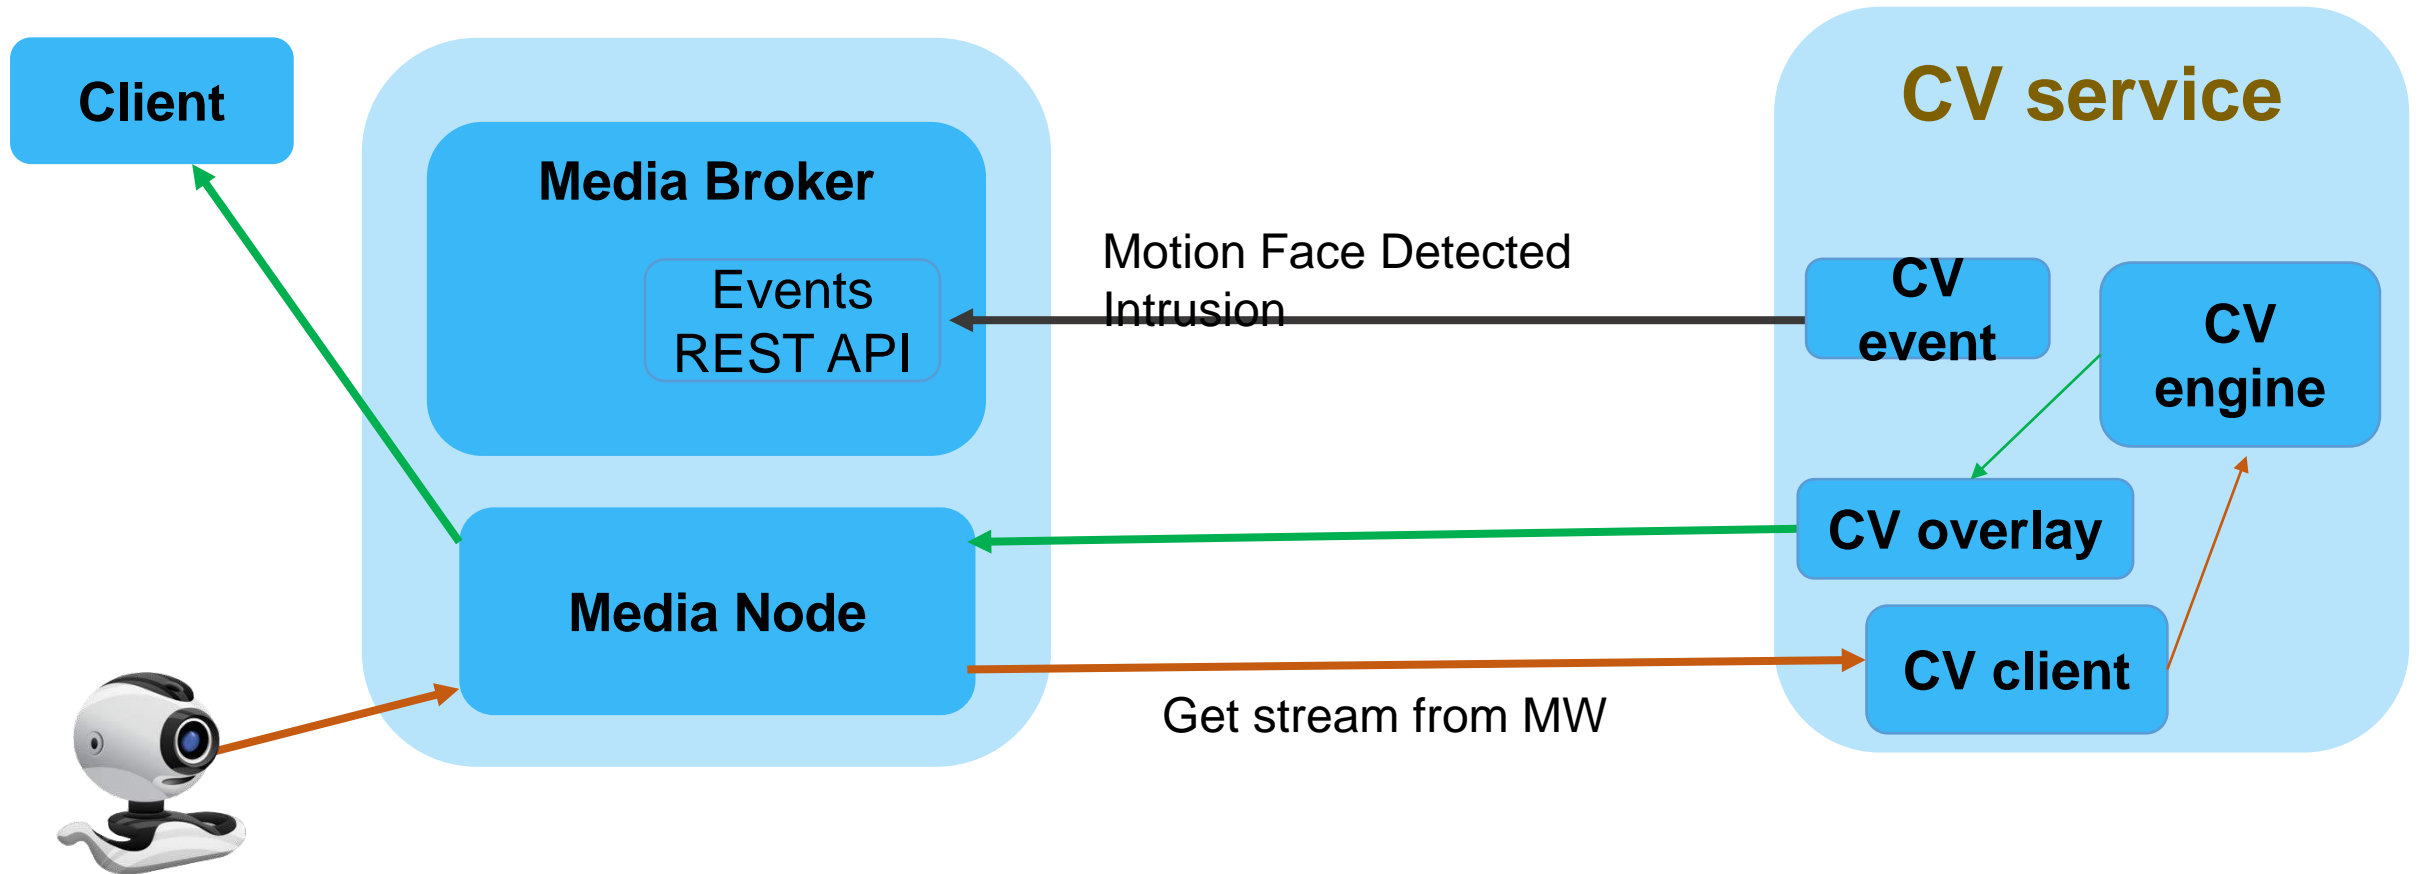 Client
Media Broker
Events
REST API
Media Node
Motion Face Detected
Intrusion
Get stream from MW
CV service
CV
event
CV
engine
CV overlay
CV client